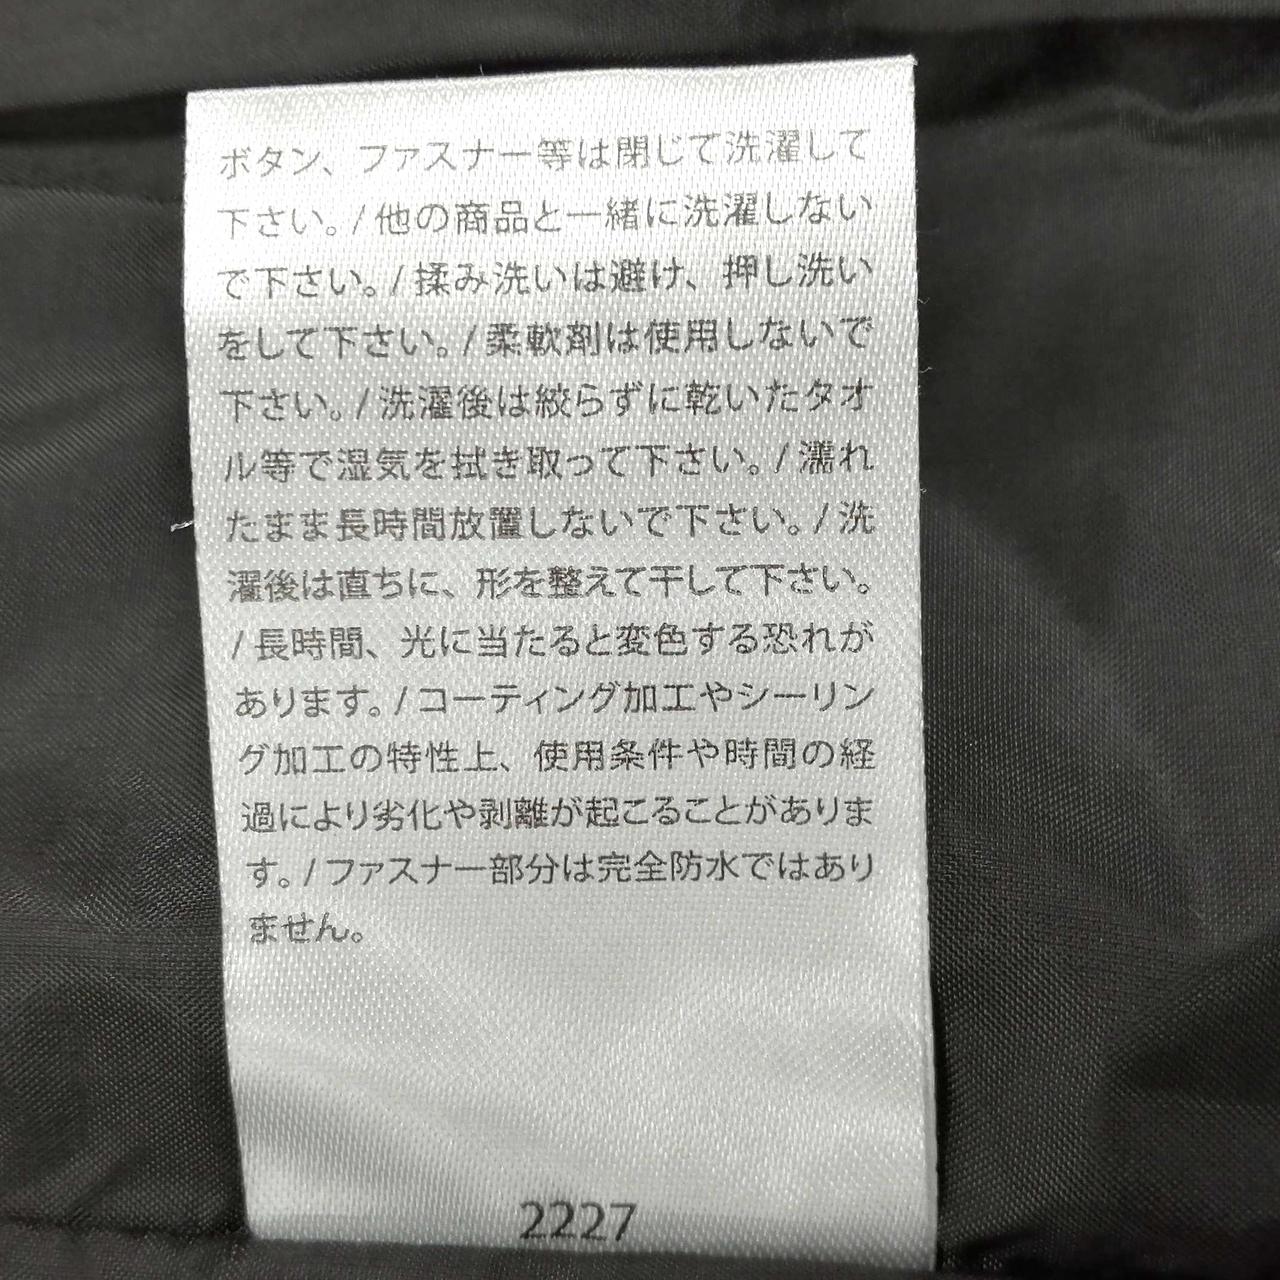 ボタン、ファスナー等は閉じて洗濯して
下さい。/他の商品と一緒に洗濯しない
で下さい。/揉み洗いは避け、押し洗い
をして下さい。/柔軟剤は使用しないで
下さい。/洗濯後は絞らずに乾いたタオ
ル等で湿気を拭き取って下さい。/濡れ
たまま長時間放置しないで下さい。/洗
濯後は直ちに、形を整えて干して下さい。
/長時間、光に当たると変色する恐れが
あります。/コーティング加工やシーリン
グ加工の特性上、使用条件や時間の経
過により劣化や剥離が起こることがありま
す。/ファスナー部分は完全防水ではあり
ません。
2227